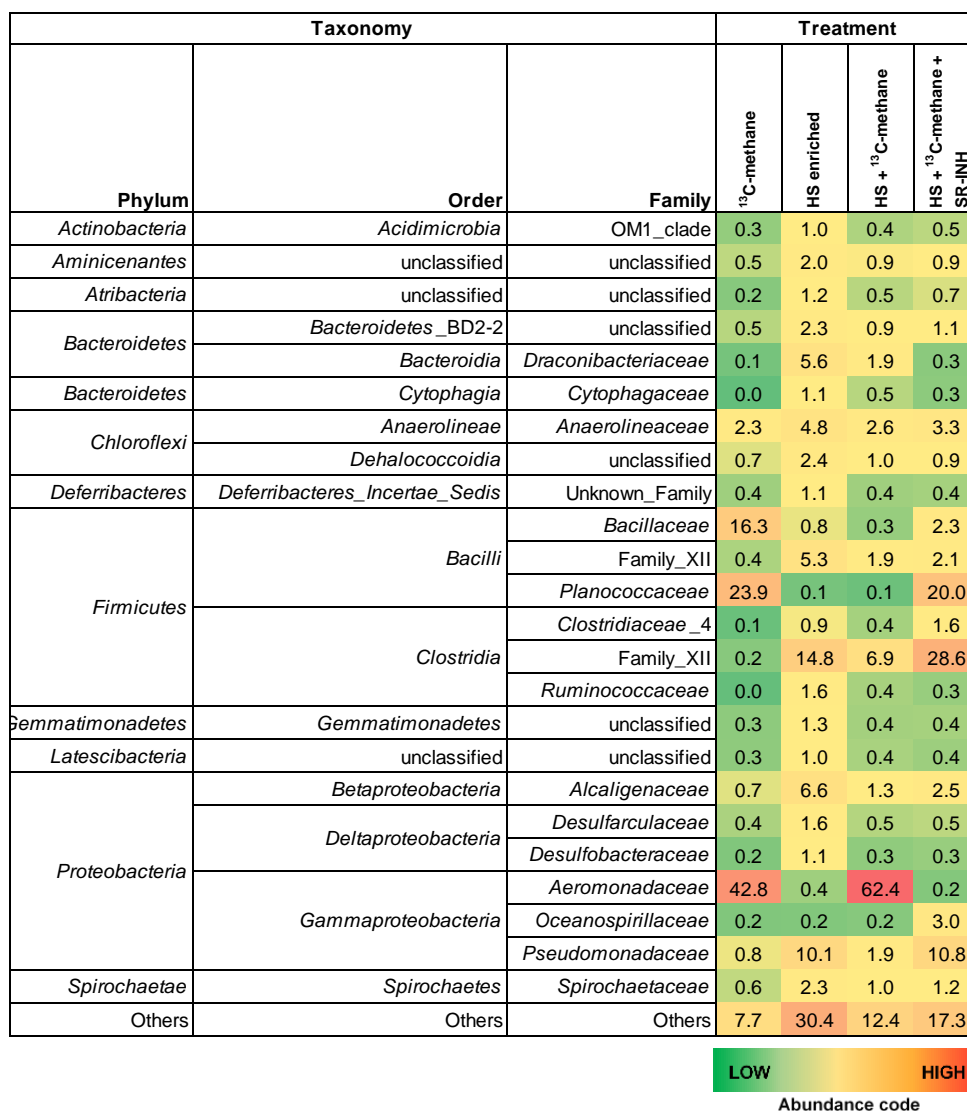 Taxonomy Treatment
Phylum Order Family ¹³C-methane HS enriched HS + ¹³C-methane HS + ¹³C-methane + SR-INH
Actinobacteria Acidimicrobia OM1_clade 0.3 1.0 0.4 0.5
Aminicenantes unclassified unclassified 0.5 2.0 0.9 0.9
Atribacteria unclassified unclassified 0.2 1.2 0.5 0.7
Bacteroidetes Bacteroidetes_BD2-2 unclassified 0.5 2.3 0.9 1.1
Bacteroidia Draconibacteriaceae 0.1 5.6 1.9 0.3
Bacteroidetes Cytophagia Cytophagaceae 0.0 1.1 0.5 0.3
Chloroflexi Anaerolineae Anaerolineaceae 2.3 4.8 2.6 3.3
Dehalococcoidia unclassified 0.7 2.4 1.0 0.9
Deferribacteres Deferribacteres_Incertae_Sedis Unknown_Family 0.4 1.1 0.4 0.4
Firmicutes Bacilli Bacillaceae 16.3 0.8 0.3 2.3
Family_XII 0.4 5.3 1.9 2.1
Planococcaceae 23.9 0.1 0.1 20.0
Clostridia Clostridiaceae_4 0.1 0.9 0.4 1.6
Family_XII 0.2 14.8 6.9 28.6
Ruminococcaceae 0.0 1.6 0.4 0.3
Gemmatimonadetes Gemmatimonadetes unclassified 0.3 1.3 0.4 0.4
Latescibacteria unclassified unclassified 0.3 1.0 0.4 0.4
Proteobacteria Betaproteobacteria Alcaligenaceae 0.7 6.6 1.3 2.5
Deltaproteobacteria Desulfarculaceae 0.4 1.6 0.5 0.5
Desulfobacteraceae 0.2 1.1 0.3 0.3
Gammaproteobacteria Aeromonadaceae 42.8 0.4 62.4 0.2
Oceanospirillaceae 0.2 0.2 0.2 3.0
Pseudomonadaceae 0.8 10.1 1.9 10.8
Spirochaetae Spirochaetes Spirochaetaceae 0.6 2.3 1.0 1.2
Others Others Others 7.7 30.4 12.4 17.3
LOW HIGH
Abundance code